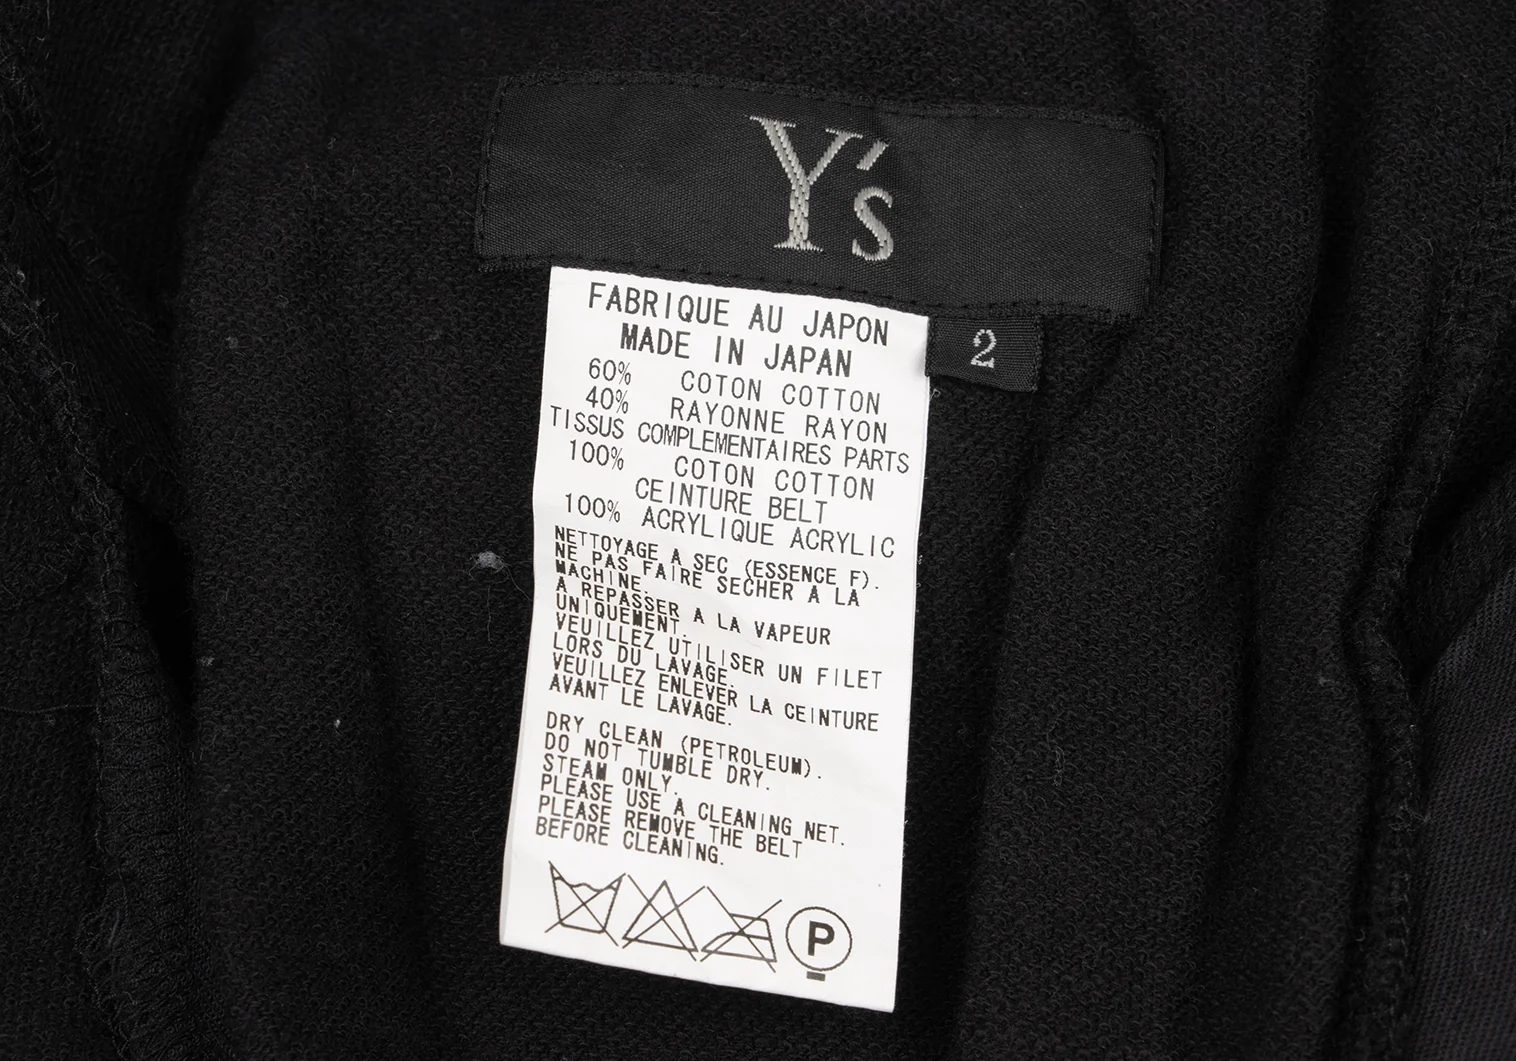 Y's
2
FABRIQUE AU JAPON
MADE IN JAPAN
60% COTON COTTON
40% RAYONNE RAYON
TISSUS COMPLEMENTAIRES PARTS
100% COTON COTTON
CEINTURE BELT
100% ACRYLIQUE ACRYLIC
NETTOYAGE A SEC (ESSENCE F).
NE PAS FAIRE SECHER A LA
MACHINE.
A REPASSER A LA VAPEUR
UNIQUEMENT.
VEUILLEZ UTILISER UN FILET
LORS DU LAVAGE.
VEUILLEZ ENLEVER LA CEINTURE
AVANT LE LAVAGE.
DRY CLEAN (PETROLEUM).
DO NOT TUMBLE DRY.
STEAM ONLY.
PLEASE USE A CLEANING NET.
PLEASE REMOVE THE BELT
BEFORE CLEANING.
P